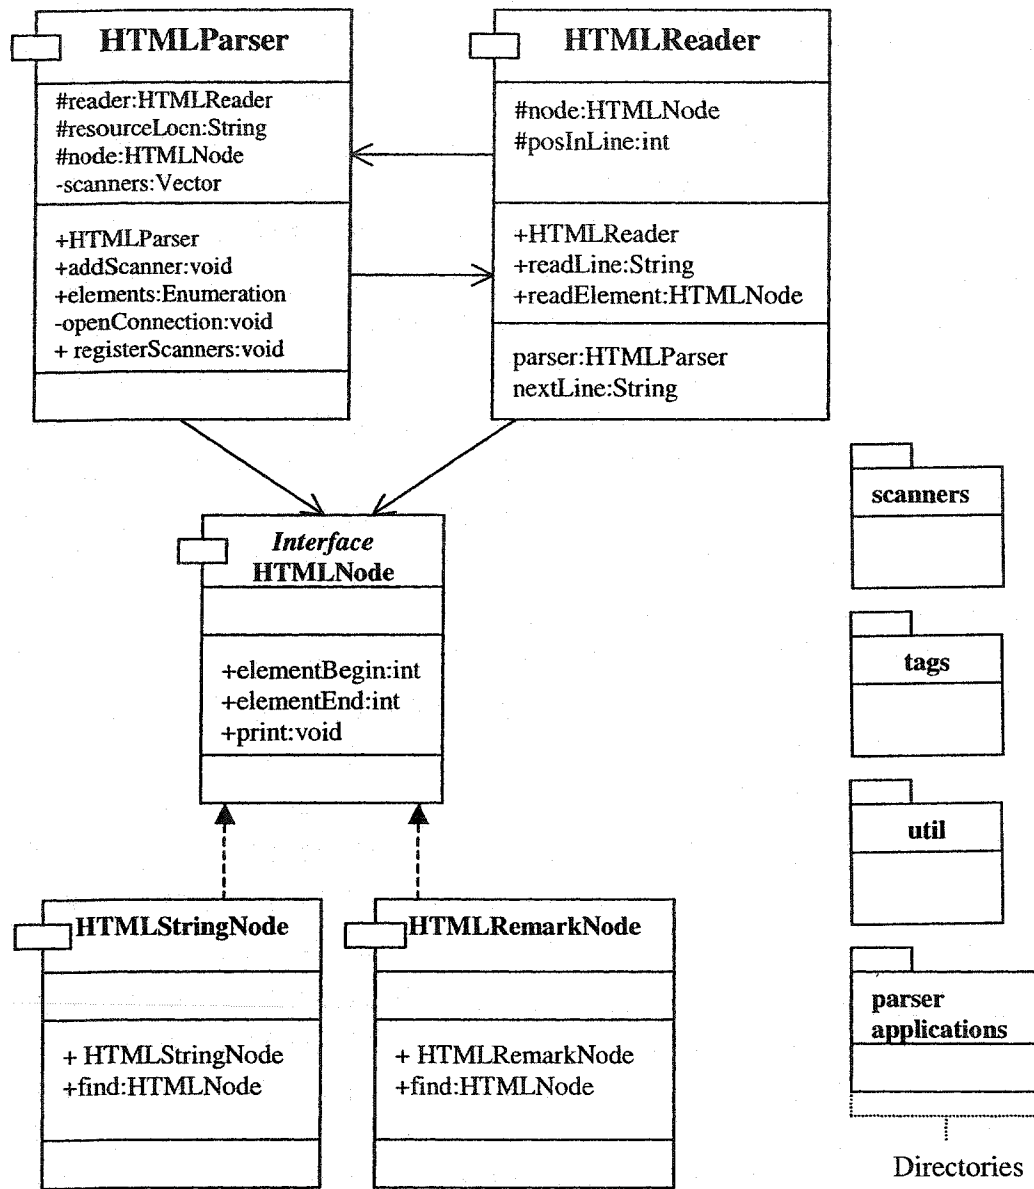 HTMLParser
#reader:HTMLReader
#resourceLocn:String
#node:HTMLNode
-scanners:Vector
+HTMLParser
+addScanner:void
+elements:Enumeration
-openConnection:void
+ registerScanners:void
HTMLReader
#node:HTMLNode
#posInLine:int
+HTMLReader
+readLine:String
+readElement:HTMLNode
parser:HTMLParser
nextLine:String
Interface
HTMLNode
+elementBegin:int
+elementEnd:int
+print:void
HTMLStringNode
+ HTMLStringNode
+find:HTMLNode
HTMLRemarkNode
+ HTMLRemarkNode
+find:HTMLNode
scanners
tags
util
parser
applications
Directories